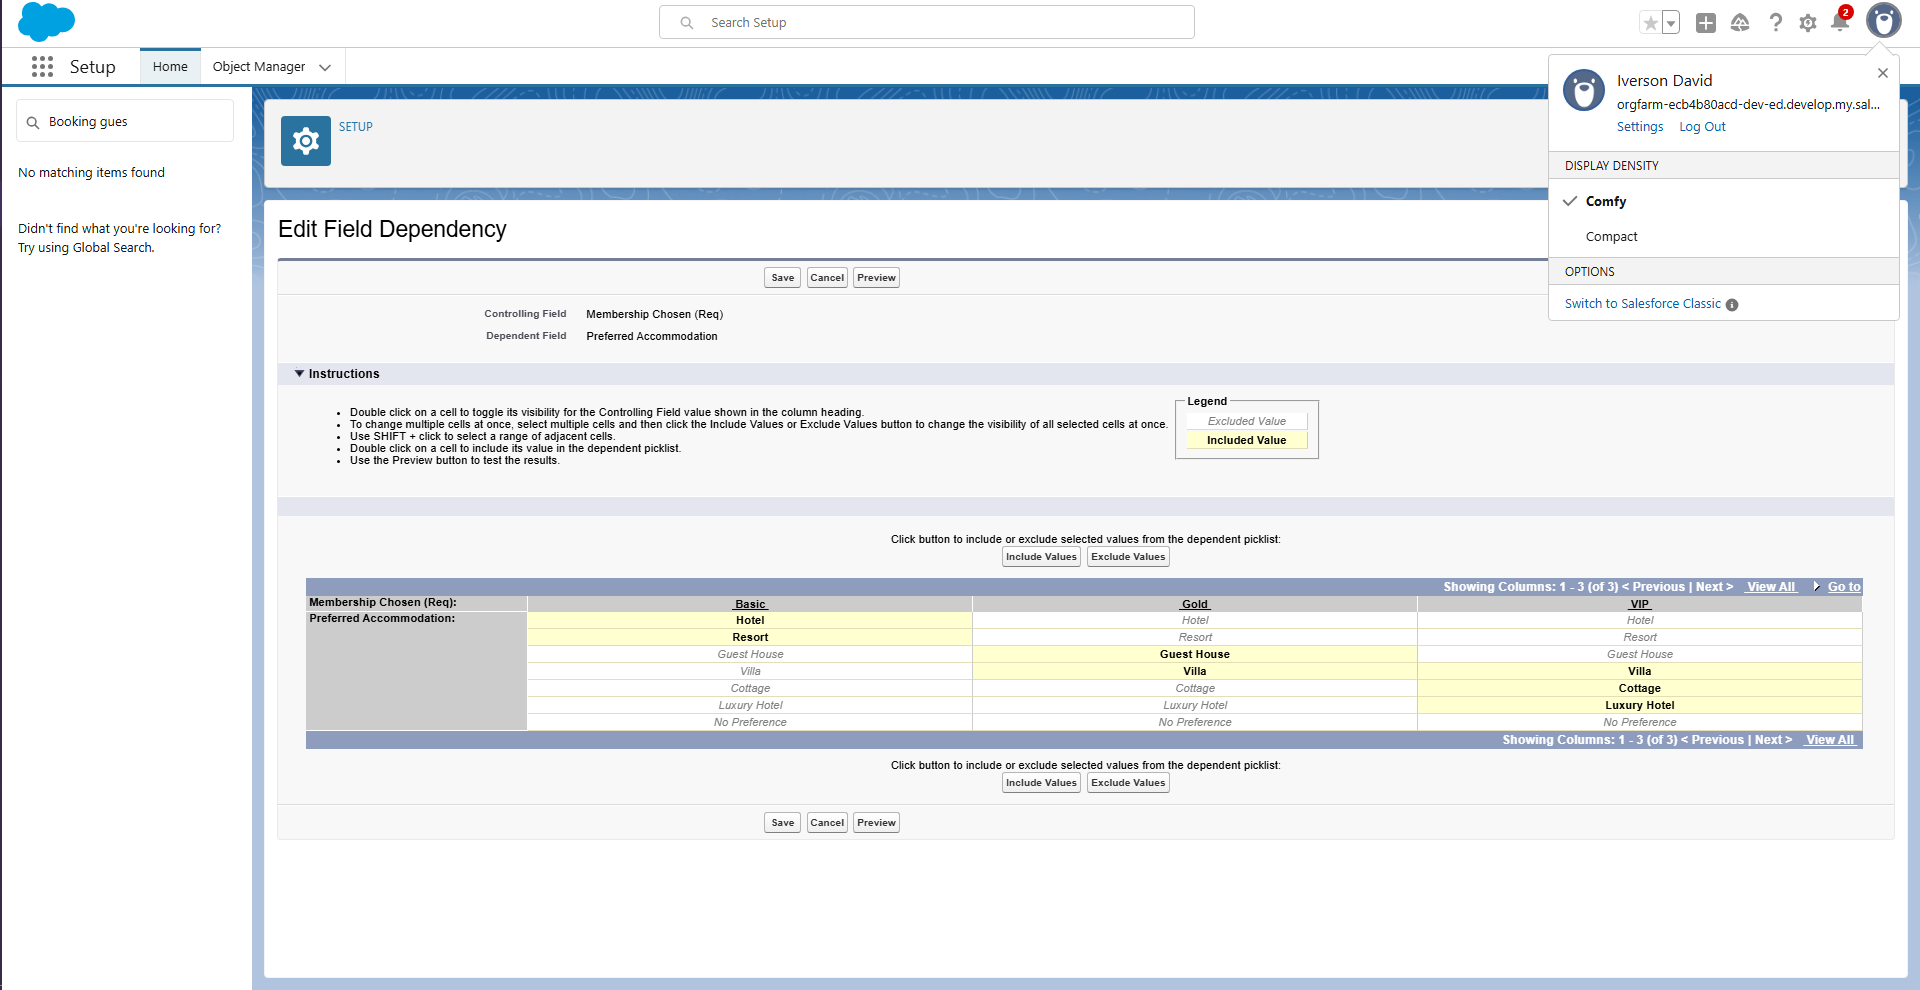 Search Setup
2
Setup
Home
Object Manager
Iverson David
orgfarm-ecb4b80acd-dev-ed.develop.my.sal...
Settings Log Out
DISPLAY DENSITY
Comfy
Compact
OPTIONS
Switch to Salesforce Classic
Booking gues
No matching items found
Didn't find what you're looking for?
Try using Global Search.
SETUP
Edit Field Dependency
Save Cancel Preview
Controlling Field Membership Chosen (Req)
Dependent Field Preferred Accommodation
Instructions
• Double click on a cell to toggle its visibility for the Controlling Field value shown in the column heading.
• To change multiple cells at once, select multiple cells and then click the Include Values or Exclude Values button to change the visibility of all selected cells at once.
• Use SHIFT + click to select a range of adjacent cells.
• Double click on a cell to include its value in the dependent picklist.
• Use the Preview button to test the results.
Legend
Excluded Value
Included Value
Click button to include or exclude selected values from the dependent picklist:
Include Values Exclude Values
Showing Columns: 1 - 3 (of 3) < Previous | Next > View All Go to
Membership Chosen (Req): Basic Gold VIP
Preferred Accommodation: Hotel Hotel Hotel
Resort Resort Resort
Guest House Guest House Guest House
Villa Villa Villa
Cottage Cottage Cottage
Luxury Hotel Luxury Hotel Luxury Hotel
No Preference No Preference No Preference
Showing Columns: 1 - 3 (of 3) < Previous | Next > View All
Click button to include or exclude selected values from the dependent picklist:
Include Values Exclude Values
Save Cancel Preview